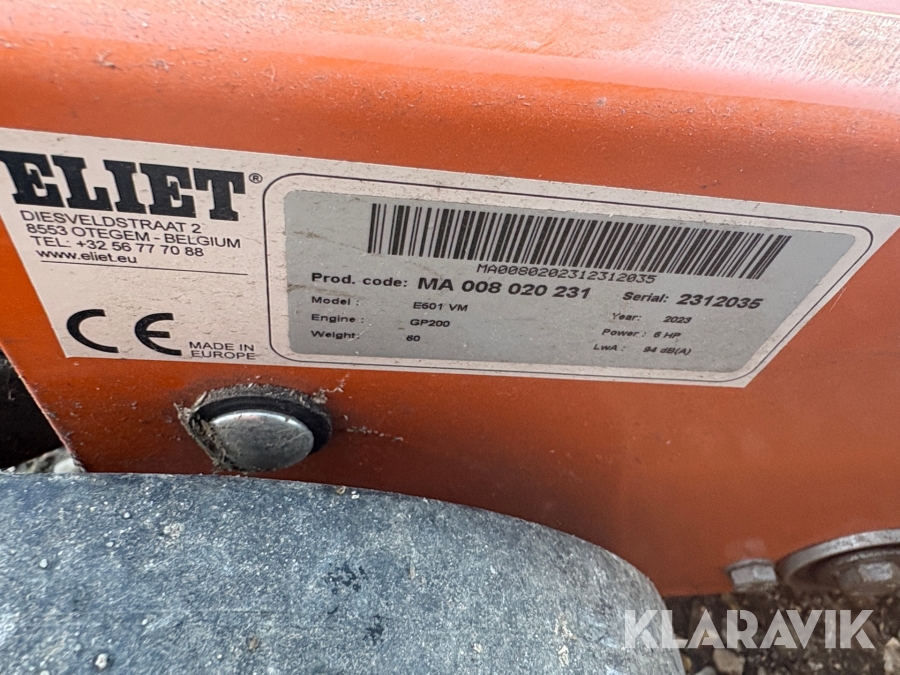 ELIET®
DIESVELDSTRAAT 2
8553 OTEGEM - BELGIUM
TEL: +32 56 77 70 88
www.eliet.eu
CE MADE IN
EUROPE
MA0080202312312035
Prod. code: MA 008 020 231 Serial: 2312035
Model : E601 VM Year: 2023
Engine : GP200 Power : 6 HP
Weight: 60 LwA : 94 dB(A)
KLARAVIK